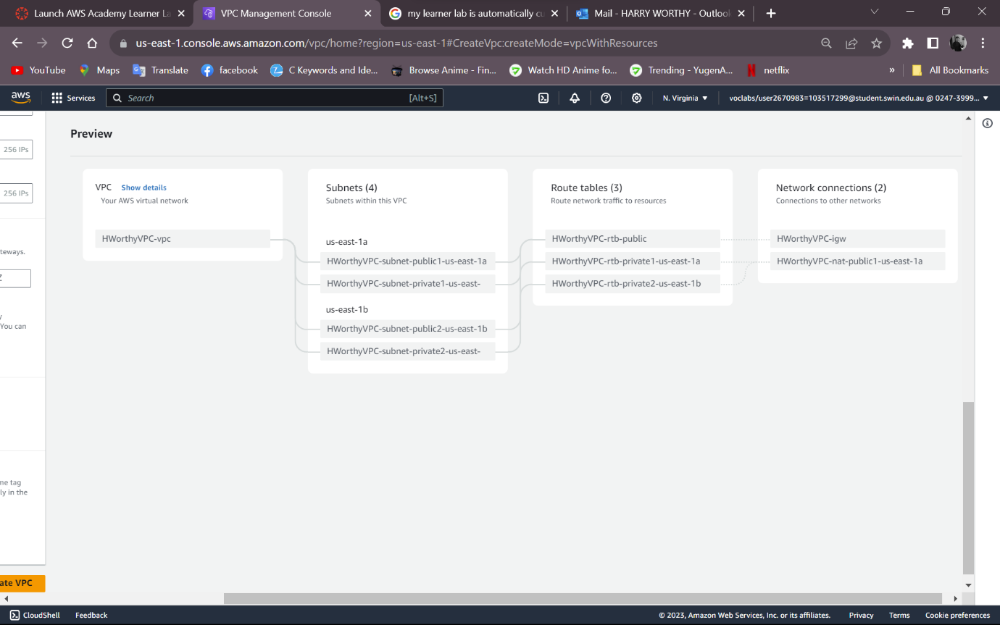 Launch AWS Academy Learner La
VPC Management Console
my learner lab is automatically cu
Mail - HARRY WORTHY - Outlook
us-east-1.console.aws.amazon.com/vpc/home?region=us-east-1#CreateVpc:createMode=vpcWithResources
YouTube
Maps
Translate
facebook
C Keywords and Ide...
Browse Anime - Fin...
Watch HD Anime fo...
Trending - YugenA...
netflix
»
All Bookmarks
aws
Services
Search
[Alt+S]
N. Virginia
voclabs/user2670983=103517299@student.swin.edu.au @ 0247-3999...
256 IPs
256 IPs
teways.
Z
y
You can
me tag
ly in the
ate VPC
Preview
VPC Show details
Your AWS virtual network
HWorthyVPC-vpc
Subnets (4)
Subnets within this VPC
us-east-1a
HWorthyVPC-subnet-public1-us-east-1a
HWorthyVPC-subnet-private1-us-east-
us-east-1b
HWorthyVPC-subnet-public2-us-east-1b
HWorthyVPC-subnet-private2-us-east-
Route tables (3)
Route network traffic to resources
HWorthyVPC-rtb-public
HWorthyVPC-rtb-private1-us-east-1a
HWorthyVPC-rtb-private2-us-east-1b
Network connections (2)
Connections to other networks
HWorthyVPC-igw
HWorthyVPC-nat-public1-us-east-1a
CloudShell
Feedback
© 2023, Amazon Web Services, Inc. or its affiliates.
Privacy
Terms
Cookie preferences